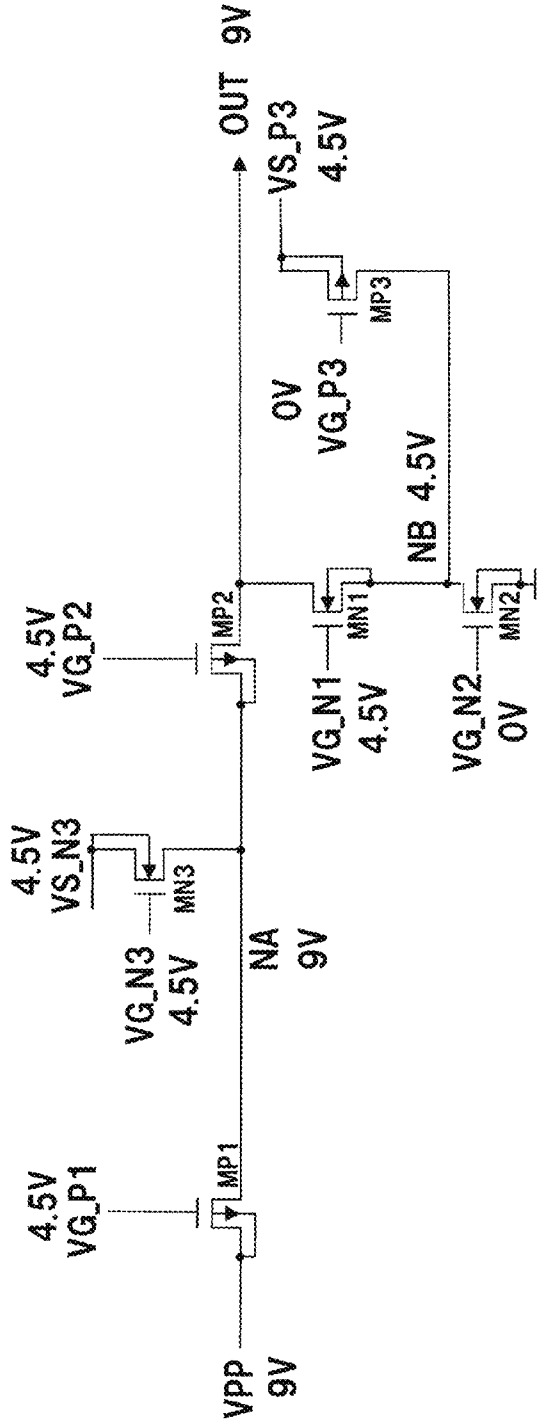 VPP
9V
4.5V
VG_P1
MP1
NA
9V
VG_N3
4.5V
MN3
4.5V
VS_N3
4.5V
VG_P2
MP2
OUT 9V
VG_N1
4.5V
MN1
NB 4.5V
VG_N2
0V
MN2
0V
VG_P3
MP3
VS_P3
4.5V